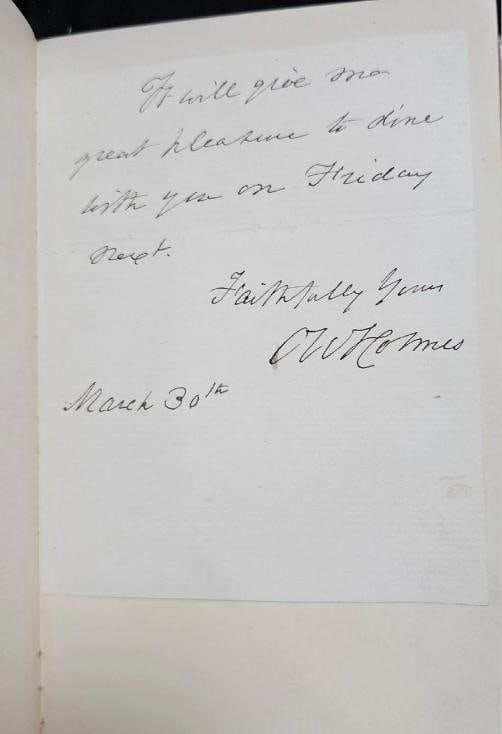 It will give me
great pleasure to dine
with you on Friday
next.
Faithfully Yours
O W Holmes
March 30th